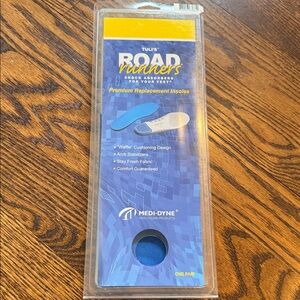 TULI'S
ROAD
runners
SHOCK ABSORBERS
FOR YOUR FEET
Premium Replacement Insoles
• "Waffle" Cushioning Design
• Arch Stabilizers
• Stay Fresh Fabric
• Comfort Guaranteed
MEDI-DYNE
ONE PAIR